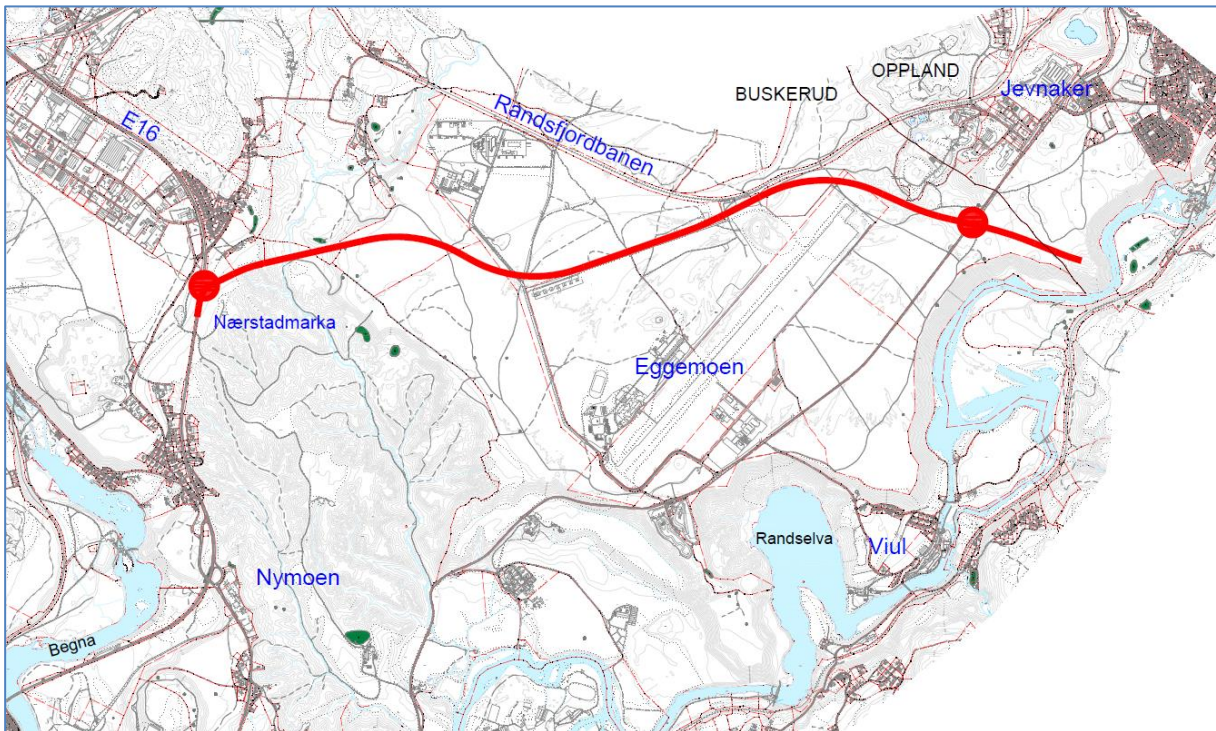 OPPLAND
BUSKERUD
Jevnaker
E16
Randsfjordbanen
Nærstadmarka
Eggemoen
Randselva
Viul
Nymoen
Begna